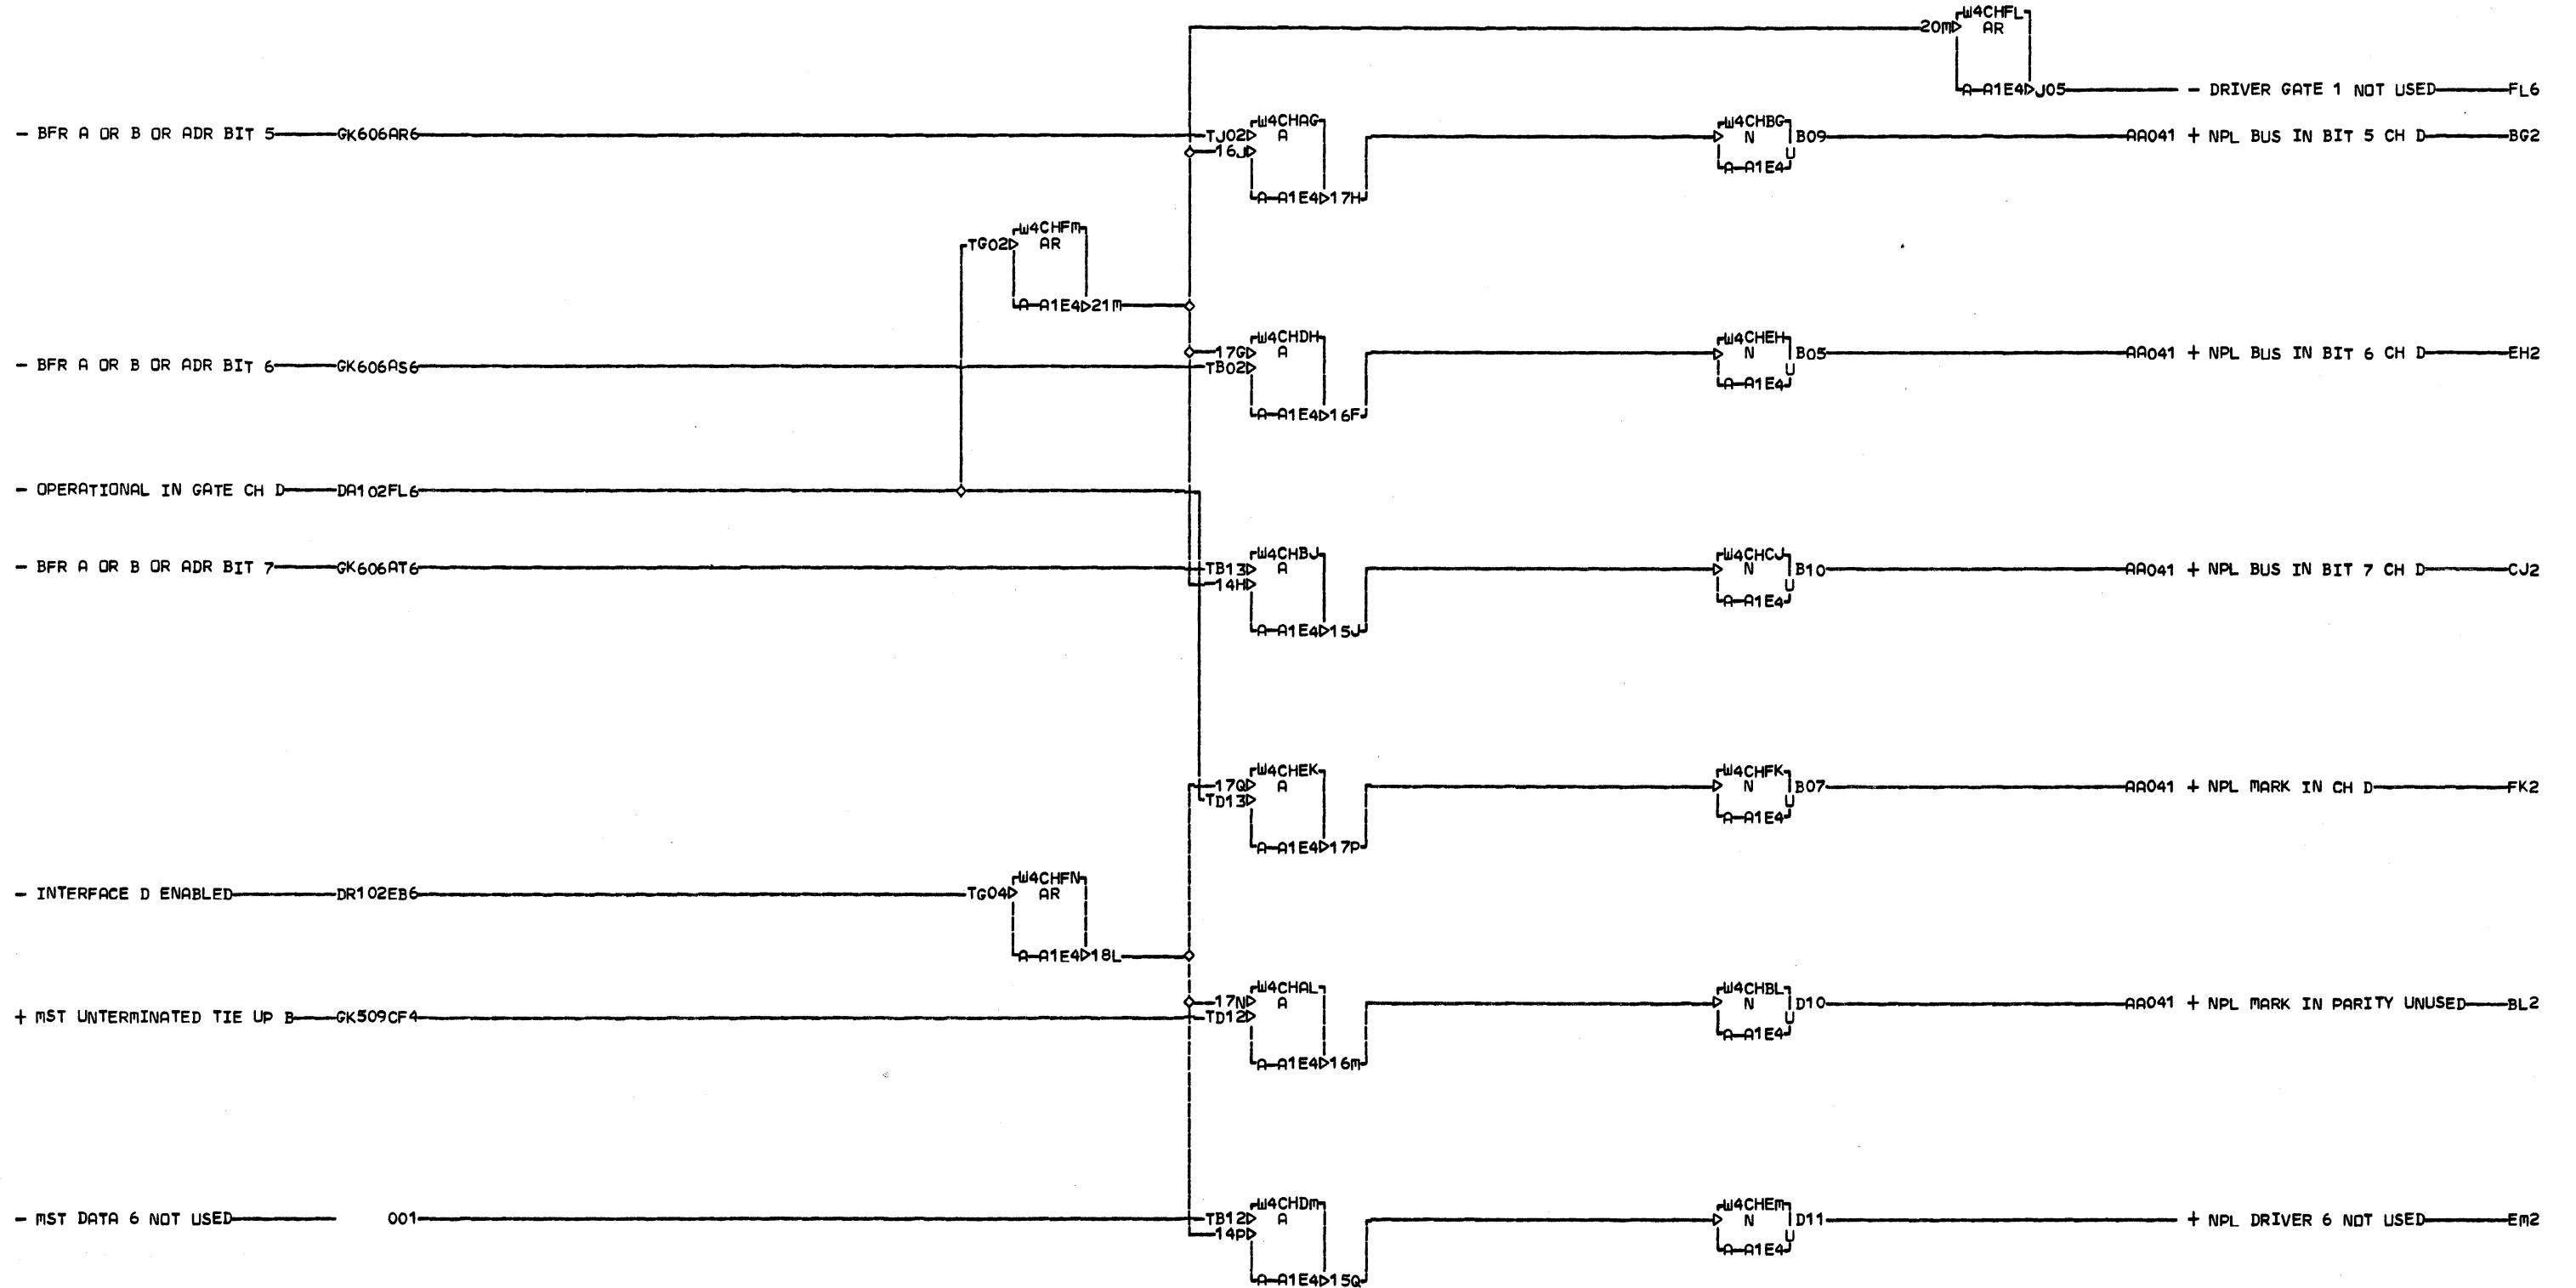 W4CHFL
20M AR
A-A1E4 J05 - DRIVER GATE 1 NOT USED FL6
- BFR A OR B OR ADR BIT 5 GK606AR6 TJ02 W4CHAG W4CHBG B09 AA041 + NPL BUS IN BIT 5 CH D BG2
16J A N U
A-A1E4
A-A1E4 17H
W4CHFM
TG02 AR
A-A1E4 21M
W4CHDH W4CHEH
17G A N B05 AA041 + NPL BUS IN BIT 6 CH D EH2
- BFR A OR B OR ADR BIT 6 GK606AS6 TB02 U
A-A1E4
A-A1E4 16F
- OPERATIONAL IN GATE CH D DA102FL6
W4CHBJ W4CHCJ
- BFR A OR B OR ADR BIT 7 GK606AT6 TB13 A N B10 AA041 + NPL BUS IN BIT 7 CH D CJ2
14H U
A-A1E4
A-A1E4 15J
W4CHEK W4CHFK
17Q A N B07 AA041 + NPL MARK IN CH D FK2
TD13 U
A-A1E4
A-A1E4 17P
W4CHFN
- INTERFACE D ENABLED DR102EB6 TG04 AR
A-A1E4 18L
W4CHAL W4CHBL
17N A N D10 AA041 + NPL MARK IN PARITY UNUSED BL2
+ MST UNTERMINATED TIE UP B GK509CF4 TD12 U
A-A1E4
A-A1E4 16M
W4CHDM W4CHEM
- MST DATA 6 NOT USED 001 TB12 A N D11 + NPL DRIVER 6 NOT USED EM2
14P U
A-A1E4
A-A1E4 15Q